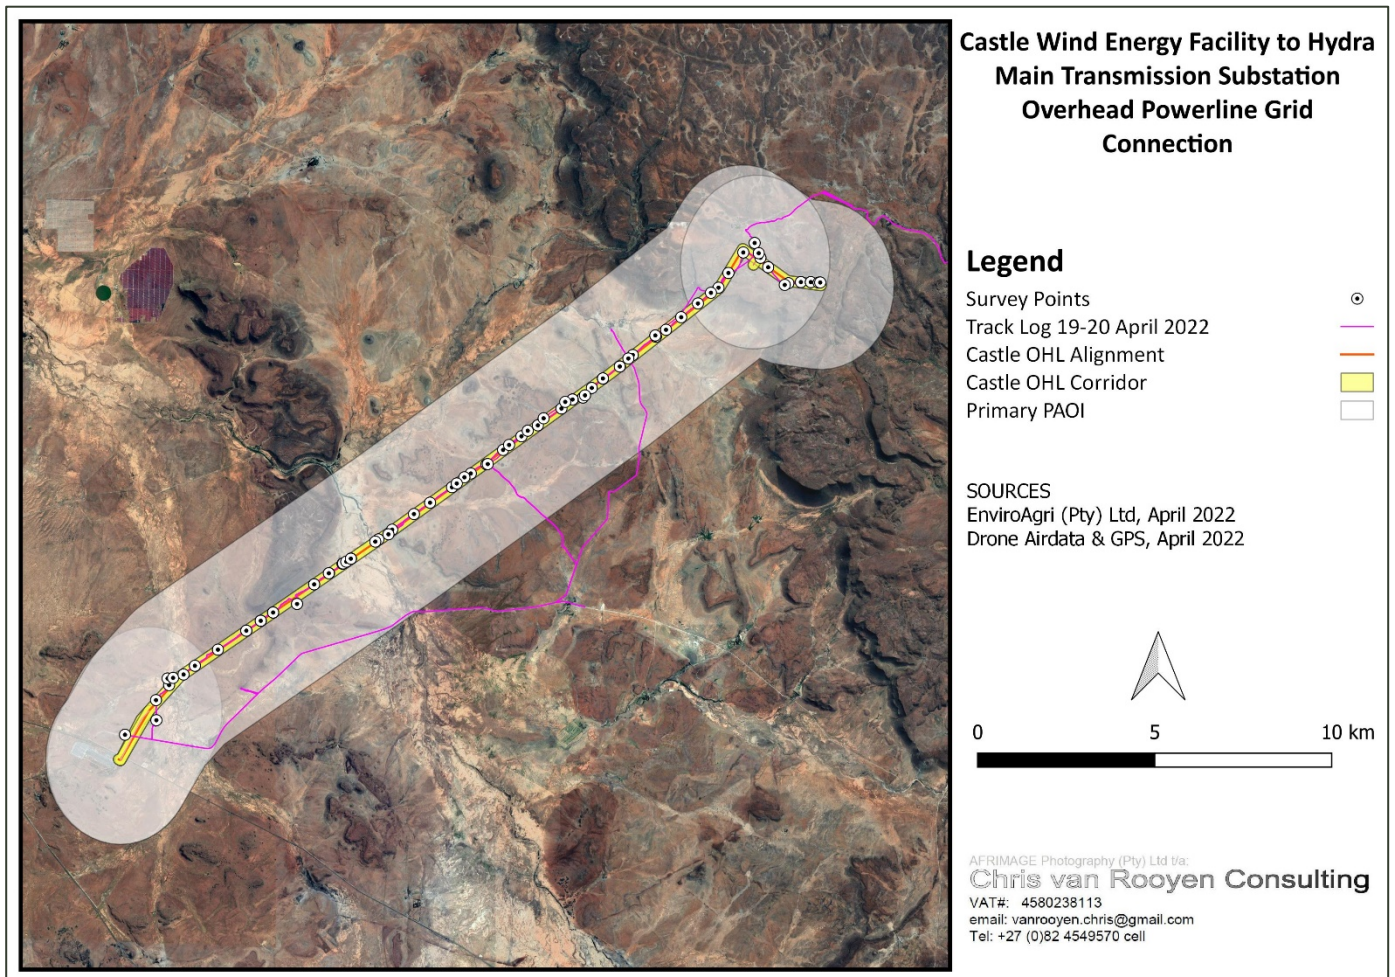 Castle Wind Energy Facility to Hydra
Main Transmission Substation
Overhead Powerline Grid
Connection
Legend
Survey Points
Track Log 19-20 April 2022
Castle OHL Alignment
Castle OHL Corridor
Primary PAOI
SOURCES
EnviroAgri (Pty) Ltd, April 2022
Drone Airdata & GPS, April 2022
0 5 10 km
AFRIMAGE Photography (Pty) Ltd t/a:
Chris van Rooyen Consulting
VAT#: 4580238113
email: vanrooyen.chris@gmail.com
Tel: +27 (0)82 4549570 cell